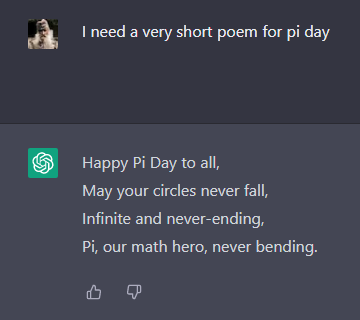 I need a very short poem for pi day
Happy Pi Day to all,
May your circles never fall,
Infinite and never-ending,
Pi, our math hero, never bending.